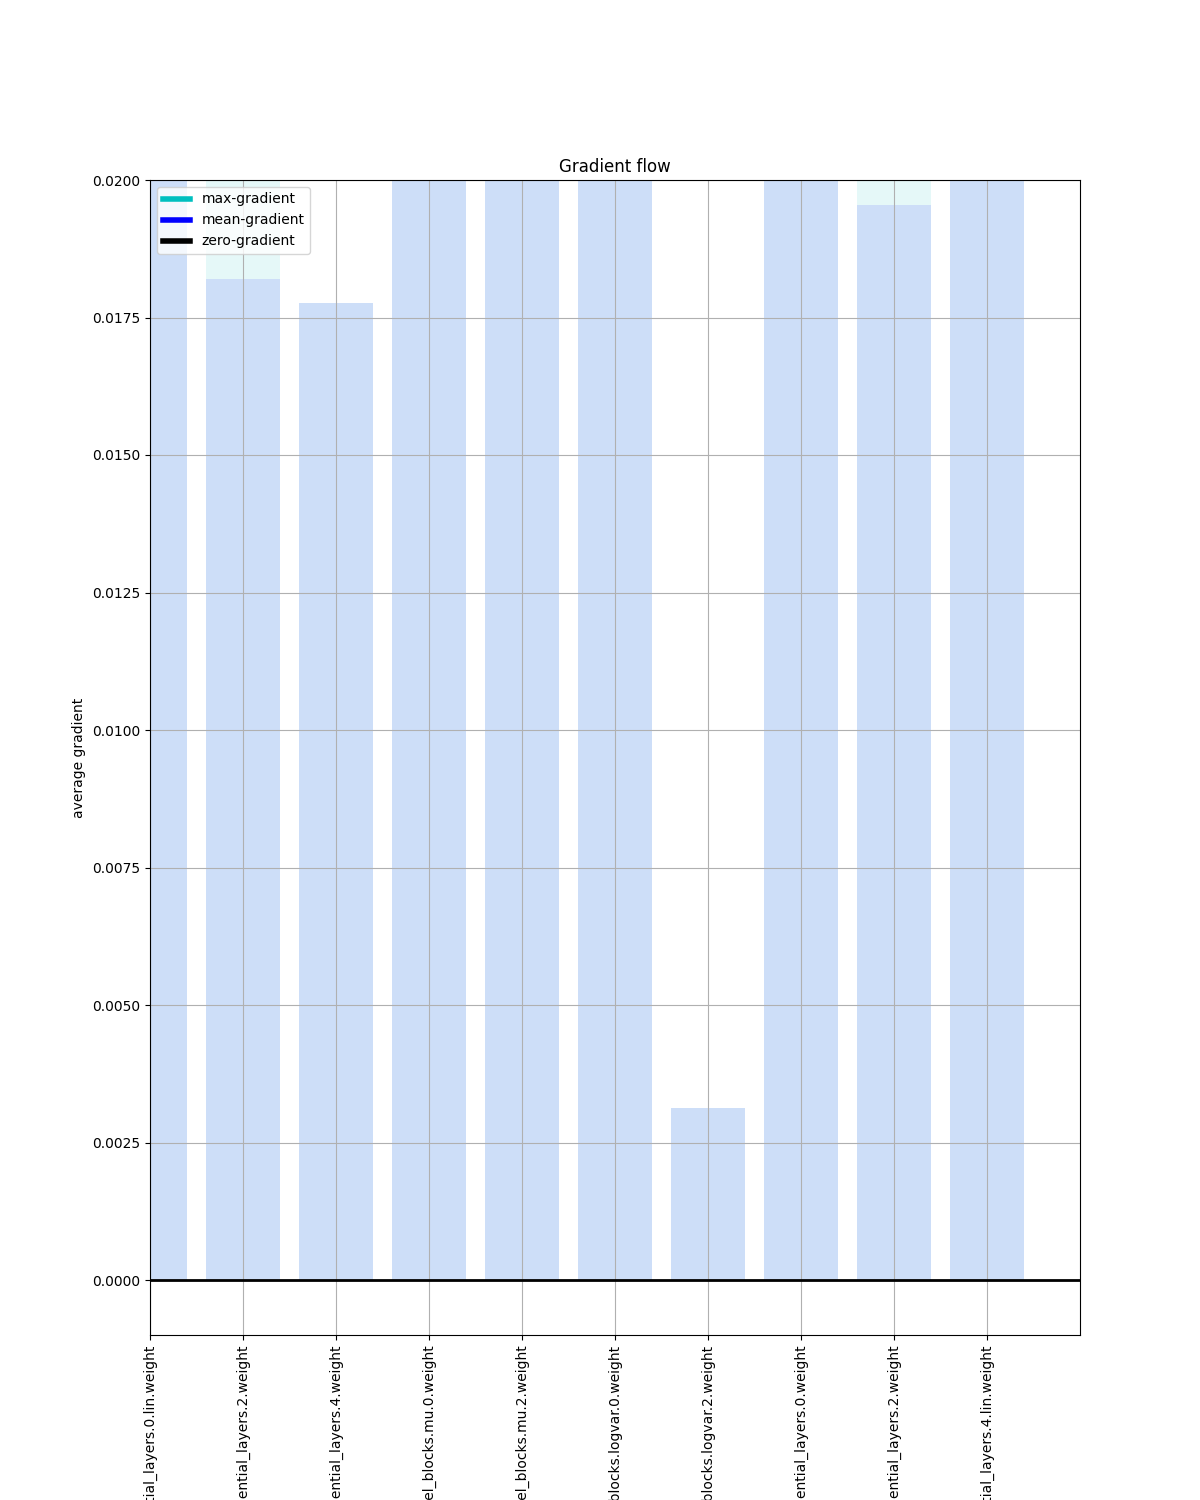 Gradient flow
max-gradient
mean-gradient
zero-gradient
0.0200
0.0175
0.0150
0.0125
0.0100
0.0075
0.0050
0.0025
0.0000
average gradient
tial_layers.0.lin.weight
ential_layers.2.weight
ential_layers.4.weight
el_blocks.mu.0.weight
el_blocks.mu.2.weight
blocks.logvar.0.weight
blocks.logvar.2.weight
ential_layers.0.weight
ential_layers.2.weight
tial_layers.4.lin.weight